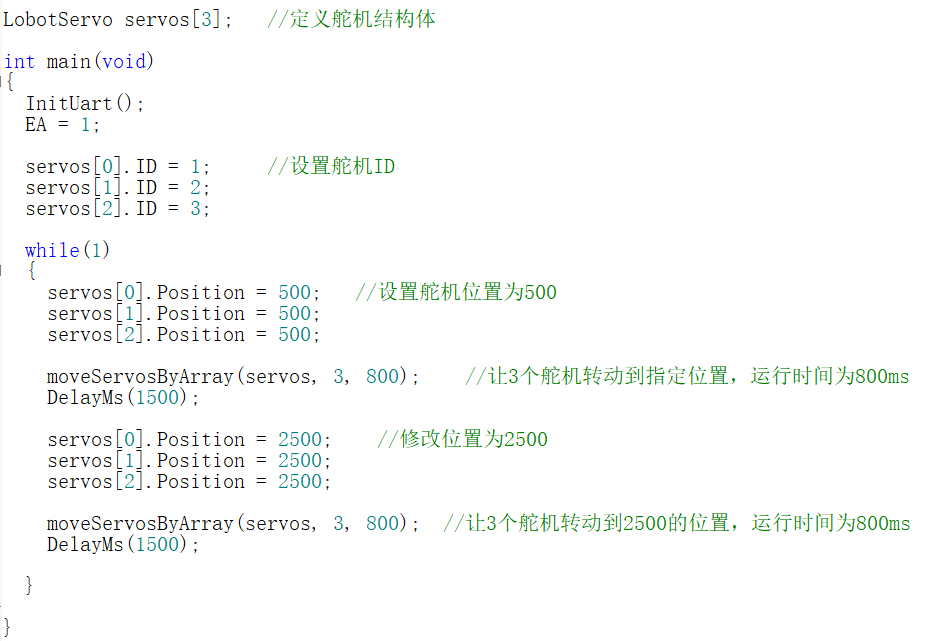 LobotServo servos[3];   //定义舵机结构体
int main(void)
{
InitUart();
EA = 1;
servos[0].ID = 1;     //设置舵机ID
servos[1].ID = 2;
servos[2].ID = 3;
while(1)
{
servos[0].Position = 500;   //设置舵机位置为500
servos[1].Position = 500;
servos[2].Position = 500;
moveServosByArray(servos, 3, 800);    //让3个舵机转动到指定位置，运行时间为800ms
DelayMs(1500);
servos[0].Position = 2500;    //修改位置为2500
servos[1].Position = 2500;
servos[2].Position = 2500;
moveServosByArray(servos, 3, 800);  //让3个舵机转动到2500的位置，运行时间为800ms
DelayMs(1500);
}
}